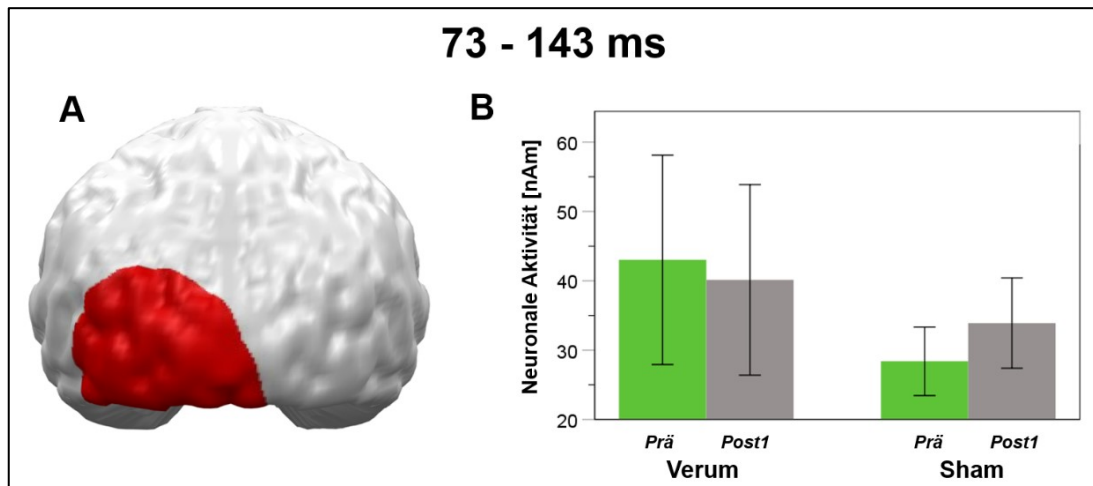 73 - 143 ms
A
B
Neuronale Aktivität [nAm]
60
50
40
30
20
Prä Post1 Prä Post1
Verum Sham